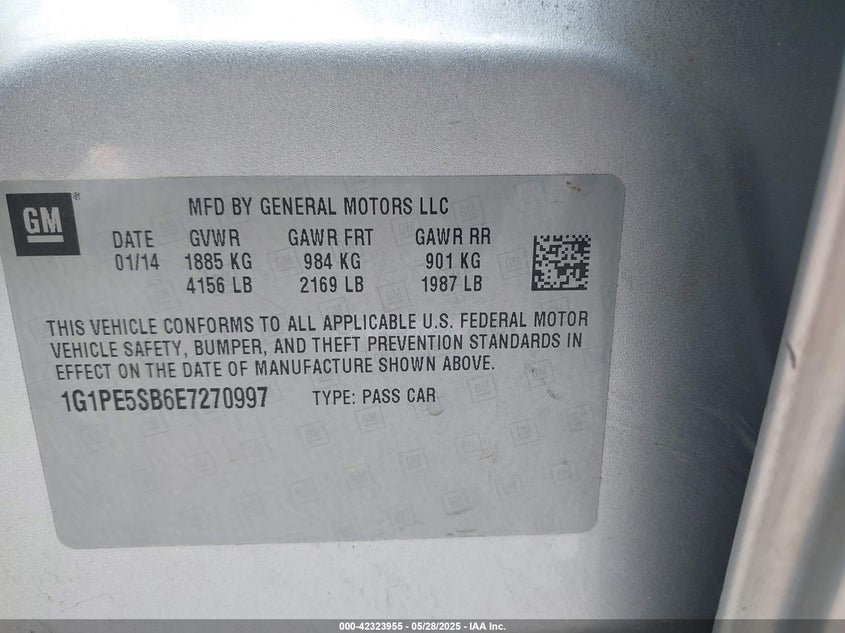 GM
MFD BY GENERAL MOTORS LLC
DATE GVWR GAWR FRT GAWR RR
01/14 1885 KG 984 KG 901 KG
4156 LB 2169 LB 1987 LB
THIS VEHICLE CONFORMS TO ALL APPLICABLE U.S. FEDERAL MOTOR
VEHICLE SAFETY, BUMPER, AND THEFT PREVENTION STANDARDS IN
EFFECT ON THE DATE OF MANUFACTURE SHOWN ABOVE.
1G1PE5SB6E7270997 TYPE: PASS CAR
000-42323955 - 05/28/2025 - IAA Inc.